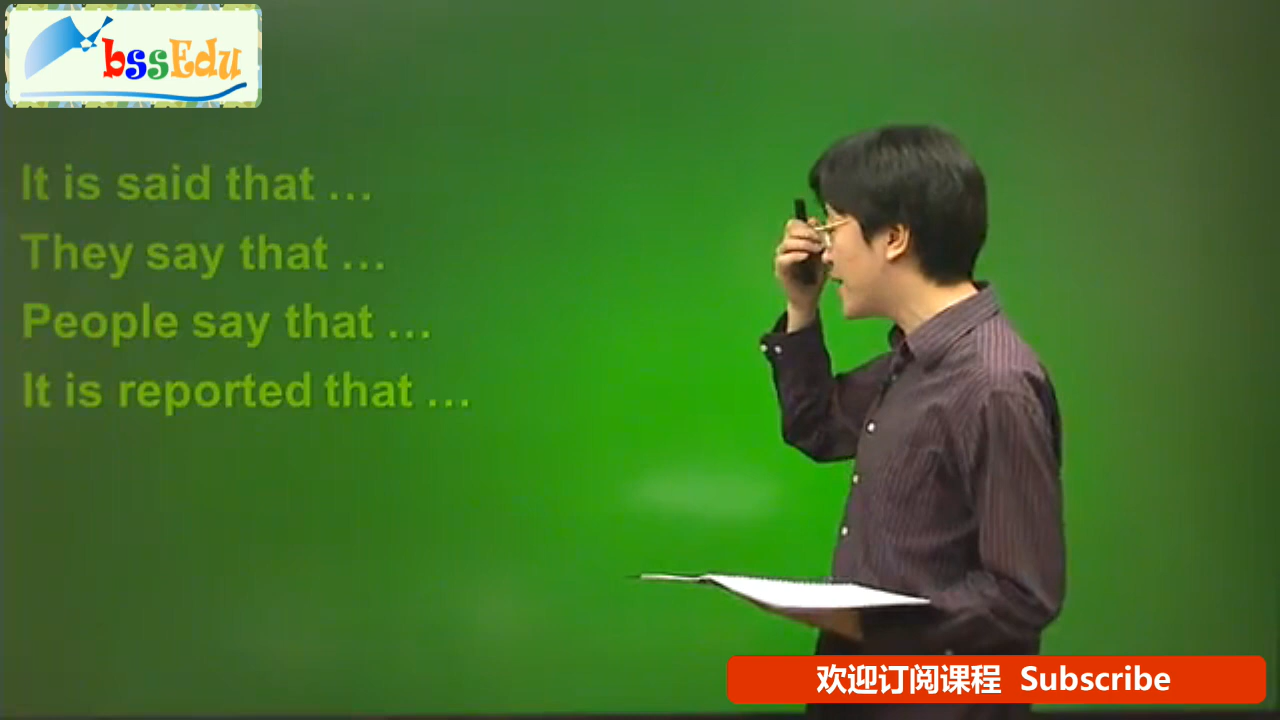 bssEdu
It is said that …
They say that …
People say that …
It is reported that …
欢迎订阅课程 Subscribe